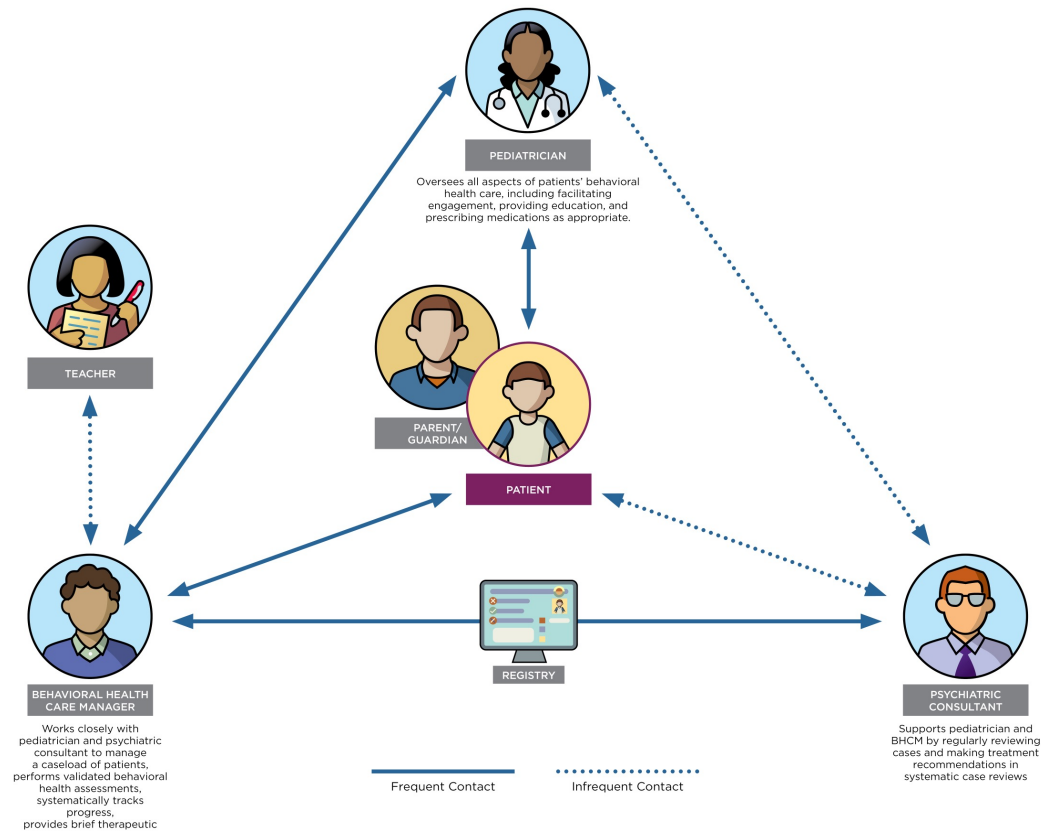 PEDIATRICIAN
Oversees all aspects of patients’ behavioral
health care, including facilitating
engagement, providing education, and
prescribing medications as appropriate.
TEACHER
PARENT/
GUARDIAN
PATIENT
REGISTRY
BEHAVIORAL HEALTH
CARE MANAGER
Works closely with
pediatrician and psychiatric
consultant to manage
a caseload of patients,
performs validated behavioral
health assessments,
systematically tracks
progress,
provides brief therapeutic
PSYCHIATRIC
CONSULTANT
Supports pediatrician and
BHCM by regularly reviewing
cases and making treatment
recommendations in
systematic case reviews
Frequent Contact
Infrequent Contact